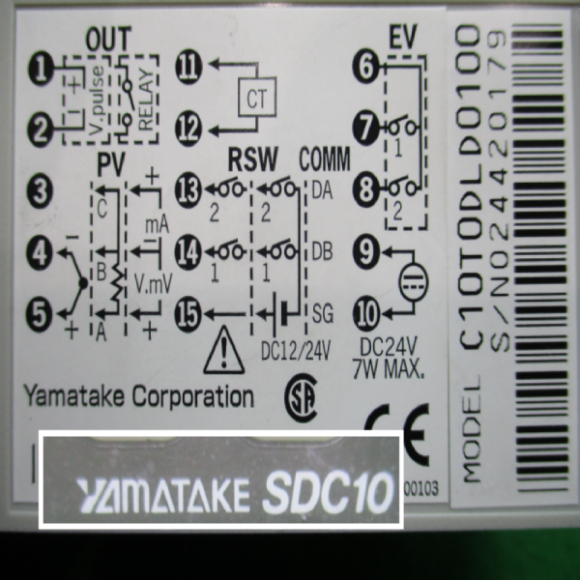 OUT
1
2
+
V.pulse
RELAY
11
12
CT
EV
6
7
1
8
2
PV
3
4
5
−
+
C
B
A
+
mA
−
V.mV
+
RSW
COMM
13
2
2
DA
14
1
1
DB
15
SG
DC12/24V
9
10
DC24V
7W MAX.
Yamatake Corporation
SA
CE
00103
MODEL C10T0DLD0100
S/N0244420179
YAMATAKE SDC10